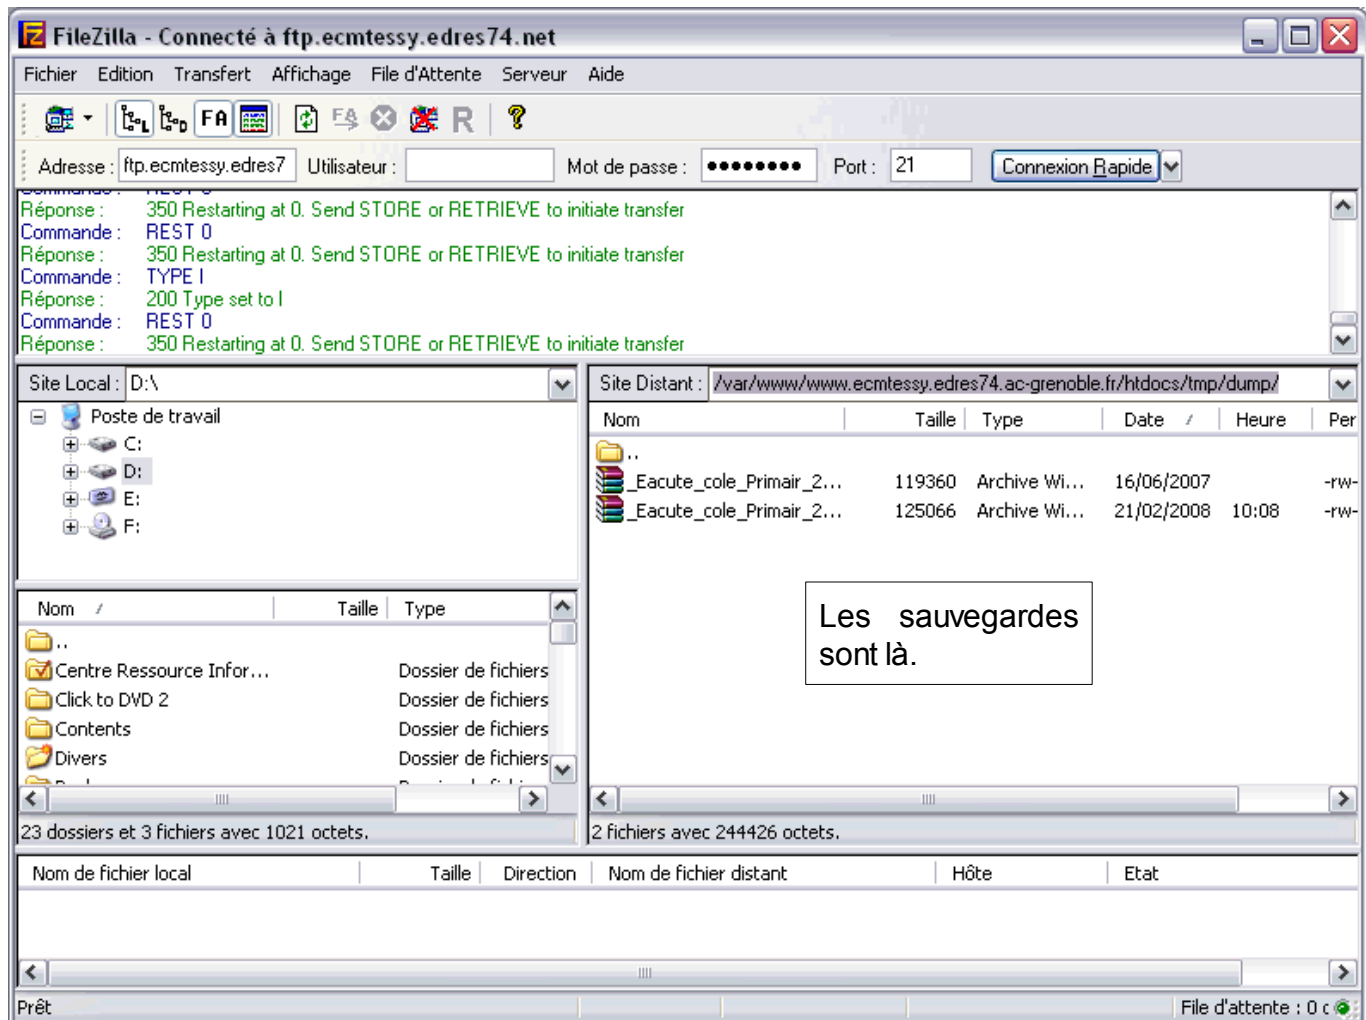 FileZilla - Connecté à ftp.ecmtessy.edres74.net
Fichier Edition Transfert Affichage File d'Attente Serveur Aide
Adresse : ftp.ecmtessy.edres7 Utilisateur : Mot de passe : ●●●●●●●● Port : 21 Connexion Rapide
Commande : REST 0
Réponse : 350 Restarting at 0. Send STORE or RETRIEVE to initiate transfer
Commande : REST 0
Réponse : 350 Restarting at 0. Send STORE or RETRIEVE to initiate transfer
Commande : TYPE I
Réponse : 200 Type set to I
Commande : REST 0
Réponse : 350 Restarting at 0. Send STORE or RETRIEVE to initiate transfer
Site Local : D:\
Poste de travail
C:
D:
E:
F:
Nom Taille Type
..
Centre Ressource Infor... Dossier de fichiers
Click to DVD 2 Dossier de fichiers
Contents Dossier de fichiers
Divers Dossier de fichiers
23 dossiers et 3 fichiers avec 1021 octets.
Site Distant : /var/www/www.ecmtessy.edres74.ac-grenoble.fr/htdocs/tmp/dump/
Nom Taille Type Date Heure Per
..
_Eacute_cole_Primair_2... 119360 Archive Wi... 16/06/2007 -rw-
_Eacute_cole_Primair_2... 125066 Archive Wi... 21/02/2008 10:08 -rw-
Les sauvegardes
sont là.
2 fichiers avec 244426 octets.
Nom de fichier local Taille Direction Nom de fichier distant Hôte Etat
Prêt File d'attente : 0 o